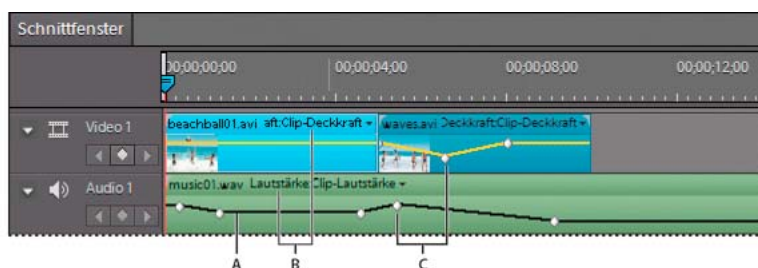 Schnittfenster
00;00;00;00 00;00;04;00 00;00;08;00 00;00;12;00
Video 1
beachball01.avi aft:Clip-Deckkraft
waves.avi Deckkraft:Clip-Deckkraft
Audio 1
music01.wav Lautstärke:Clip-Lautstärke
A B C